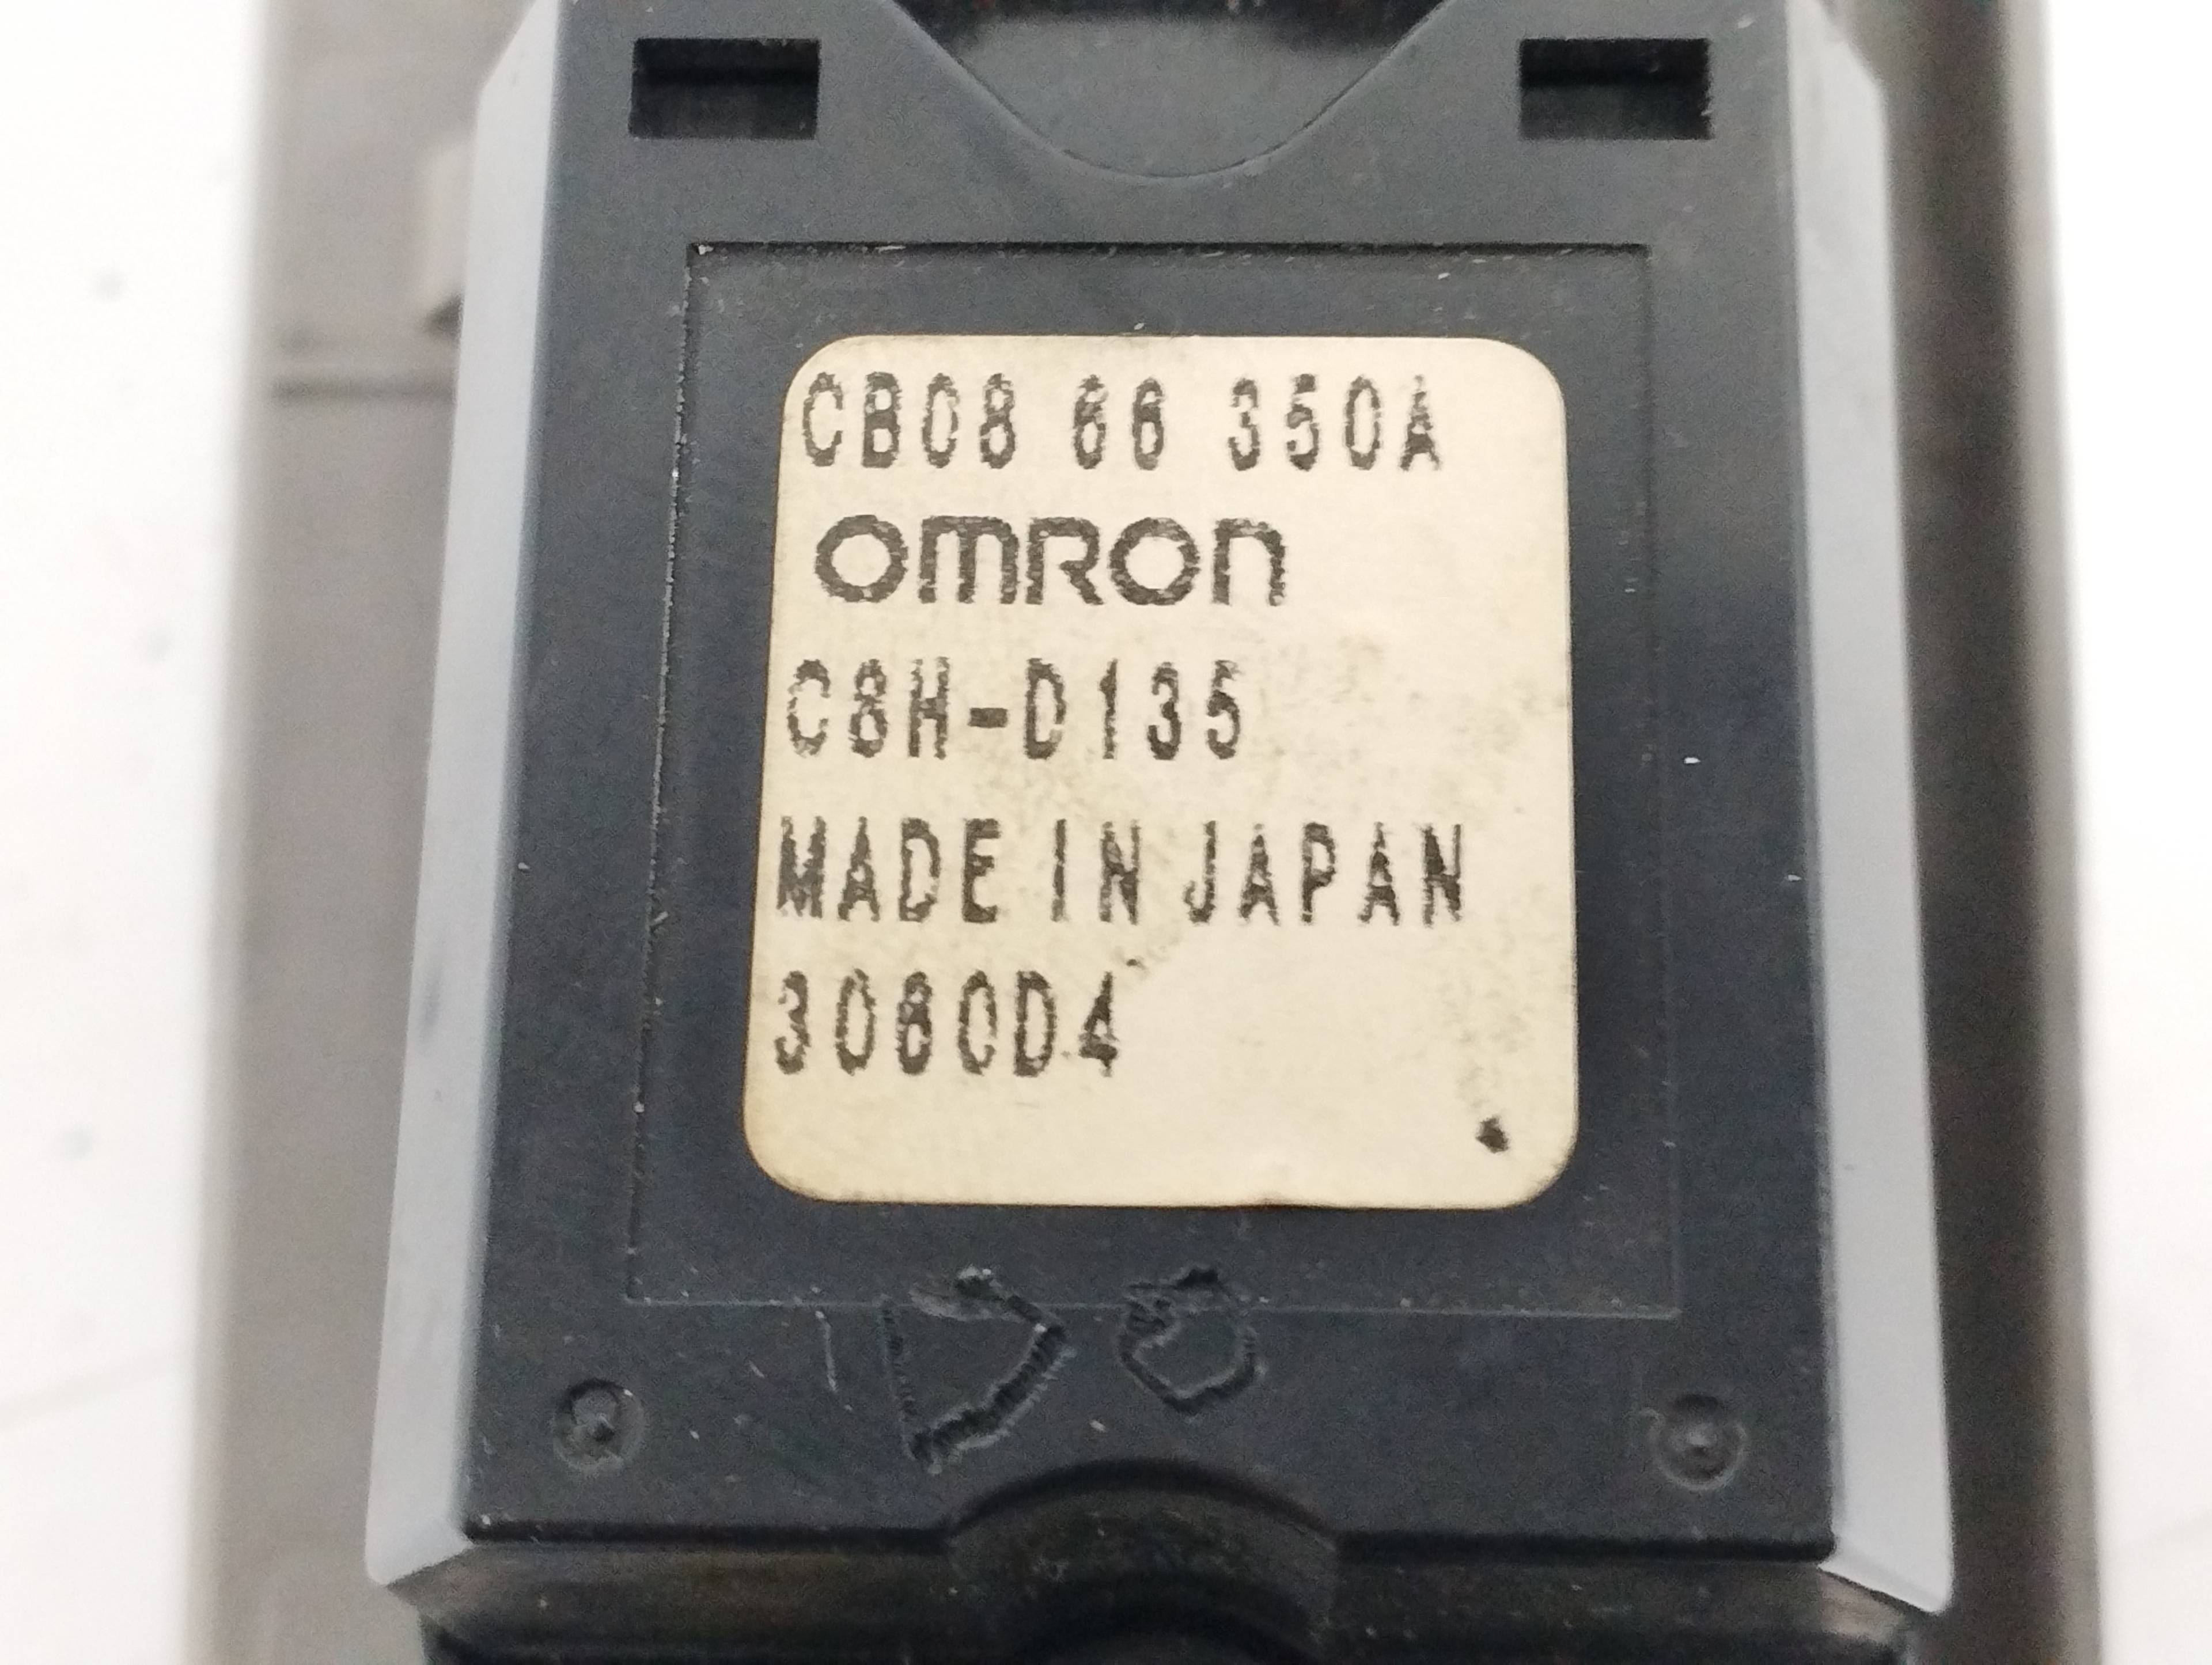 CB08 66 350A
OMRON
C8H-D135
MADE IN JAPAN
3080D4